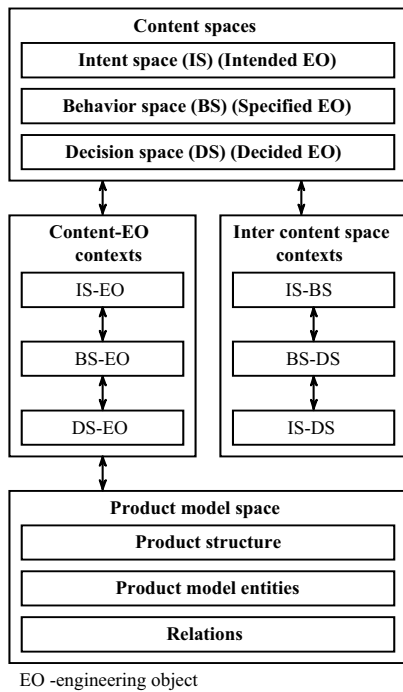 Content spaces
Intent space (IS) (Intended EO)
Behavior space (BS) (Specified EO)
Decision space (DS) (Decided EO)
Content-EO
contexts
IS-EO
BS-EO
DS-EO
Inter content space
contexts
IS-BS
BS-DS
IS-DS
Product model space
Product structure
Product model entities
Relations
EO -engineering object